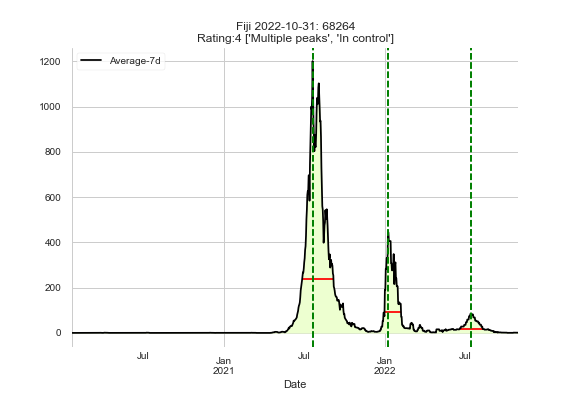 Fiji 2022-10-31: 68264
Rating:4 ['Multiple peaks', 'In control']
Average-7d
1200
1000
800
600
400
200
0
Jul
Jan
2021
Jul
Jan
2022
Jul
Date